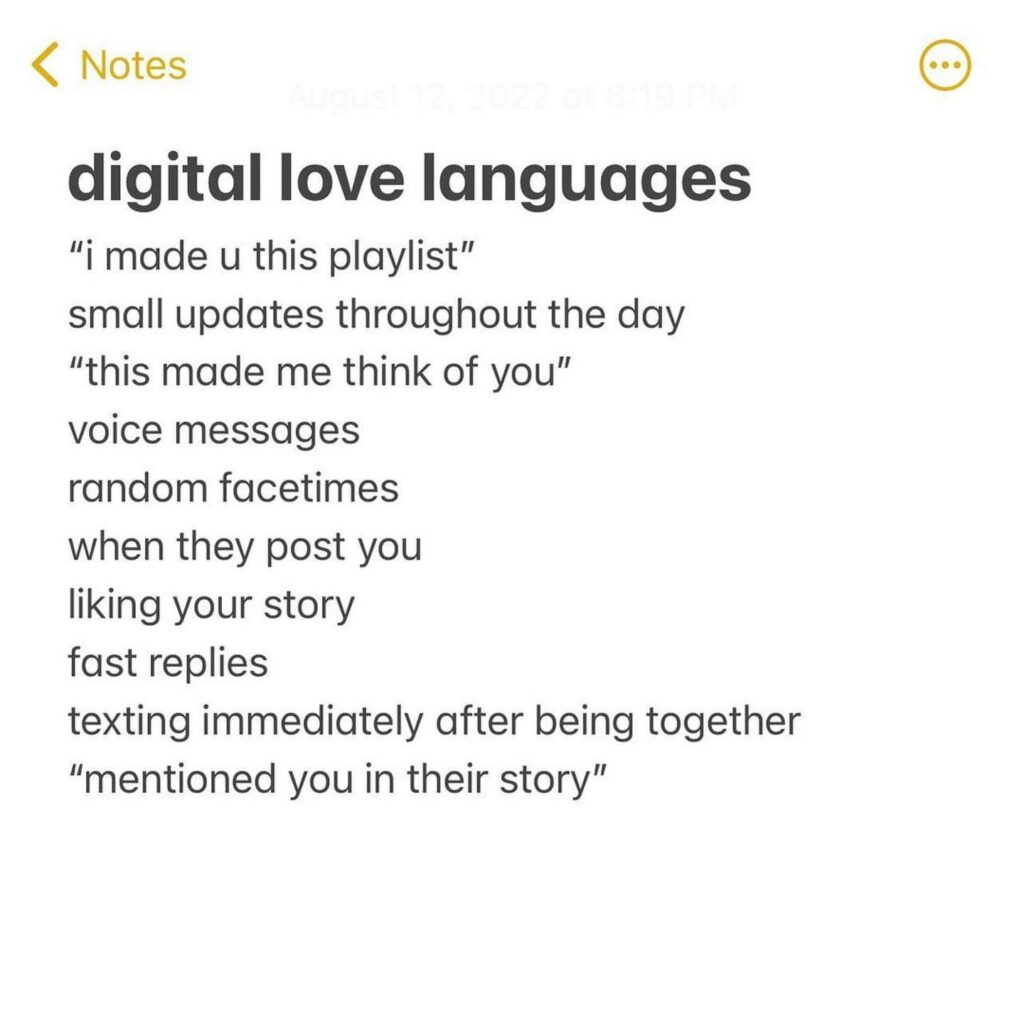 Notes
August 12, 2022 at 8:19 PM
digital love languages
“i made u this playlist”
small updates throughout the day
“this made me think of you”
voice messages
random facetimes
when they post you
liking your story
fast replies
texting immediately after being together
“mentioned you in their story”